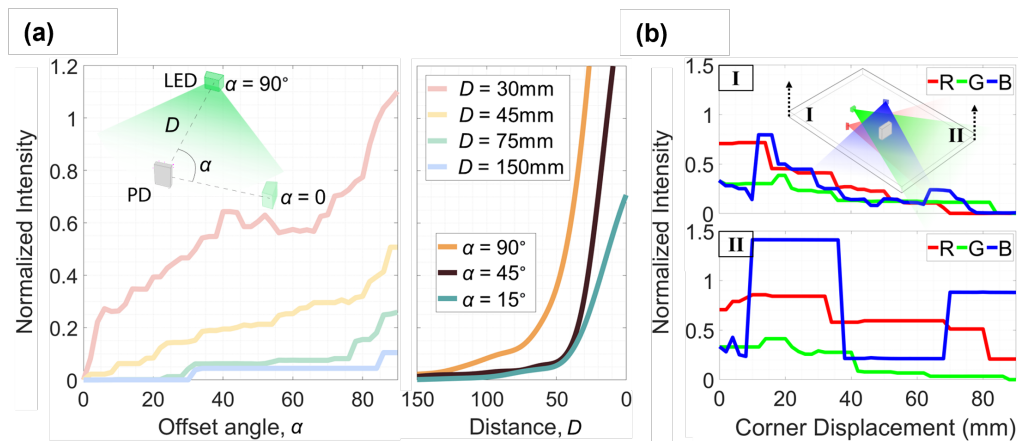 (a)
(b)
Normalized Intensity
1.2
1
0.8
0.6
0.4
0.2
0
LED
α = 90°
D
α
PD
α = 0
0
20
40
60
80
Offset angle, α
D = 30mm
D = 45mm
D = 75mm
D = 150mm
α = 90°
α = 45°
α = 15°
150
100
50
0
Distance, D
Normalized Intensity
1.5
1
0.5
0
I
R G B
I
II
1.5
1
0.5
0
II
R G B
0
20
40
60
80
Corner Displacement (mm)